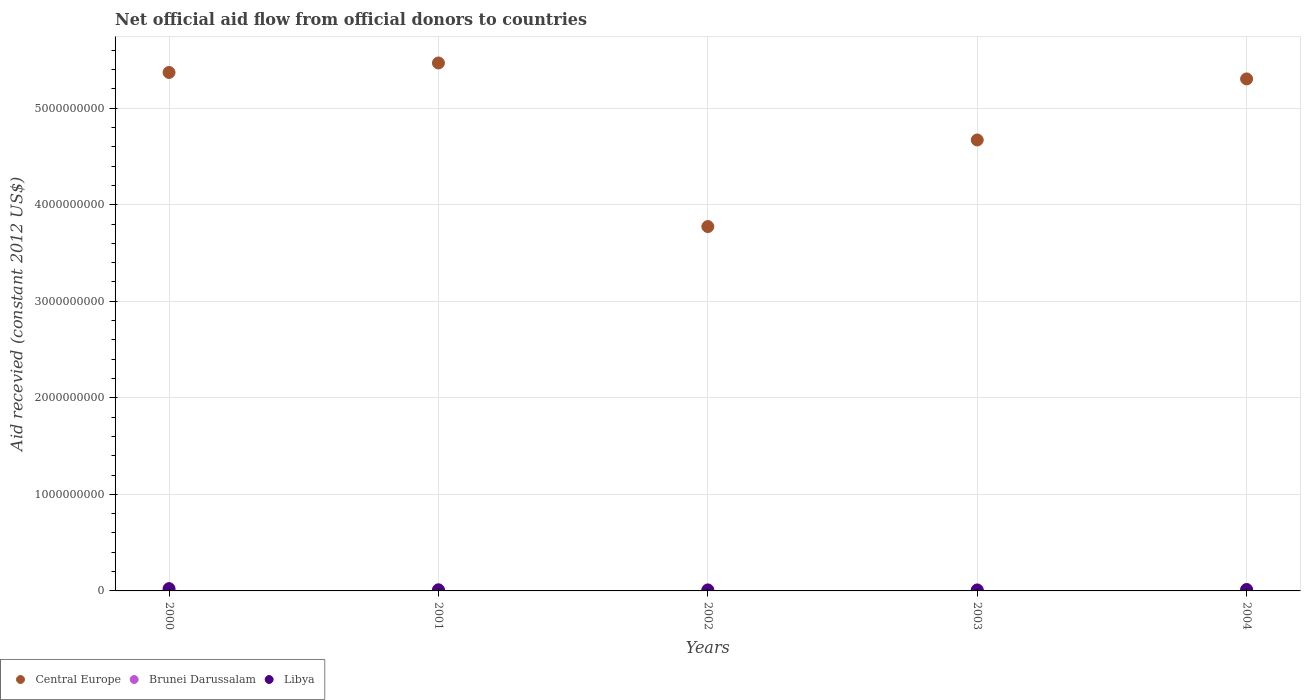 Net official aid flow from official donors to countries
Aid recevied (constant 2012 US$)
5000000000
4000000000
3000000000
2000000000
1000000000
0
2000
2001
2002
2003
2004
Years
Central Europe
Brunei Darussalam
Libya